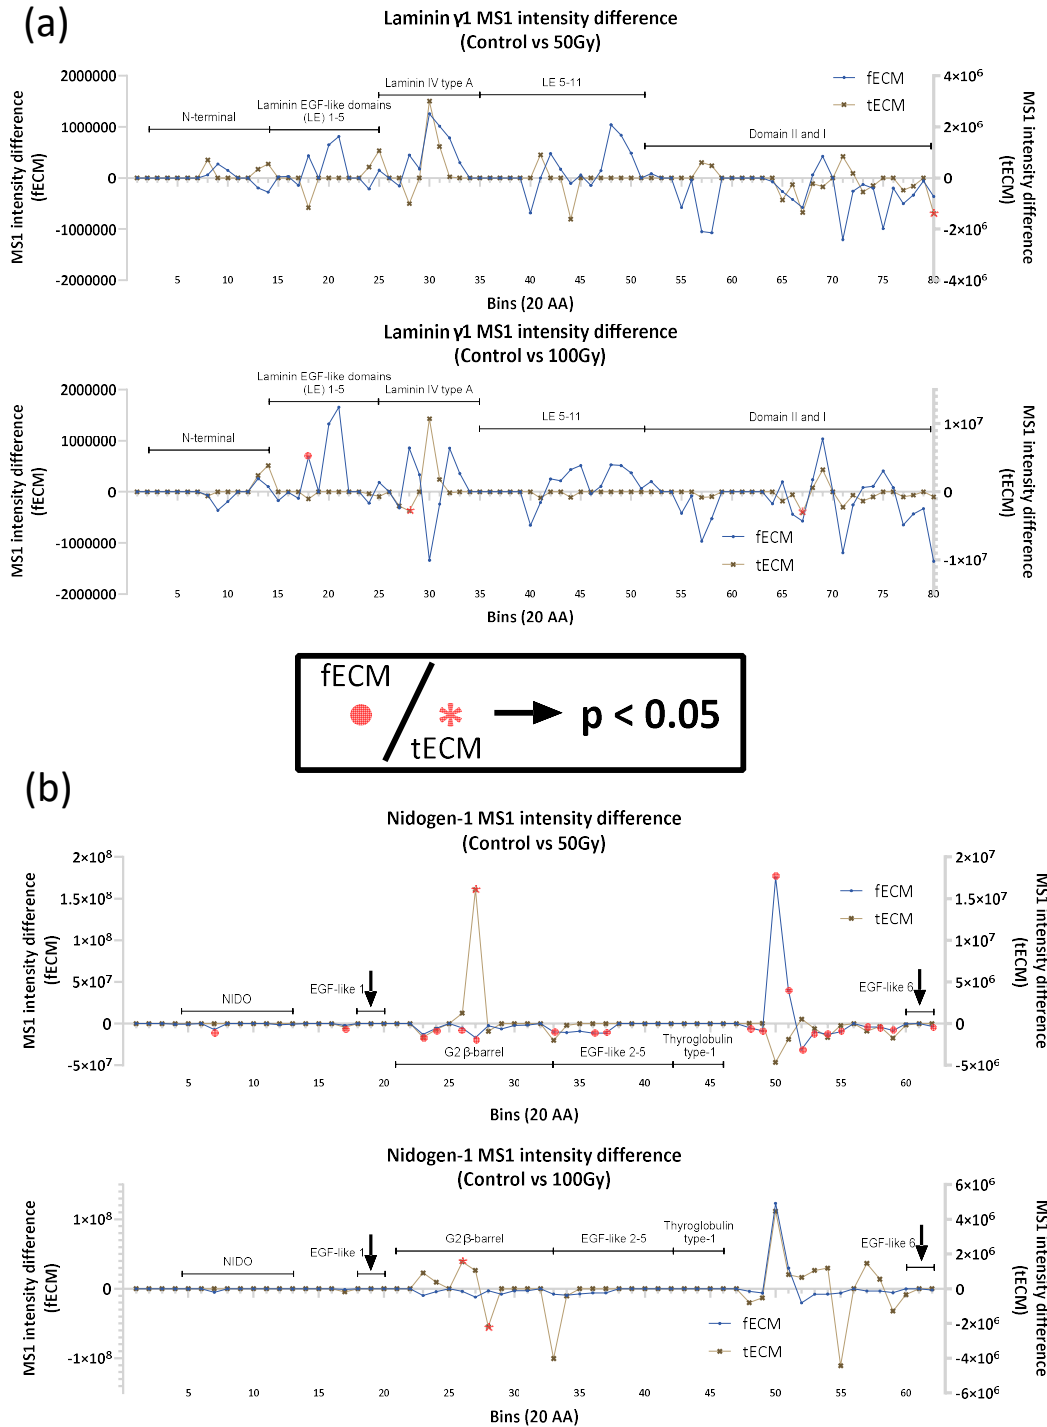 (a)
Laminin γ1 MS1 intensity difference
(Control vs 50Gy)
MS1 intensity difference
(fECM)
2000000
1000000
0
-1000000
-2000000
N-terminal
Laminin EGF-like domains
(LE) 1-5
Laminin IV type A
LE 5-11
Domain II and I
fECM
tECM
4×10⁶
2×10⁶
0
-2×10⁶
-4×10⁶
MS1 intensity difference
(tECM)
5 10 15 20 25 30 35 40 45 50 55 60 65 70 75 80
Bins (20 AA)
Laminin γ1 MS1 intensity difference
(Control vs 100Gy)
MS1 intensity difference
(fECM)
2000000
1000000
0
-1000000
-2000000
N-terminal
Laminin EGF-like domains
(LE) 1-5
Laminin IV type A
LE 5-11
Domain II and I
fECM
tECM
1×10⁷
0
-1×10⁷
MS1 intensity difference
(tECM)
5 10 15 20 25 30 35 40 45 50 55 60 65 70 75 80
Bins (20 AA)
fECM
tECM
p < 0.05
(b)
Nidogen-1 MS1 intensity difference
(Control vs 50Gy)
MS1 intensity difference
(fECM)
2×10⁸
1.5×10⁸
1×10⁸
5×10⁷
0
-5×10⁷
NIDO
EGF-like 1
G2 β-barrel
EGF-like 2-5
Thyroglobulin
type-1
EGF-like 6
fECM
tECM
2×10⁷
1.5×10⁷
1×10⁷
5×10⁶
0
-5×10⁶
MS1 intensity difference
(tECM)
5 10 15 20 25 30 35 40 45 50 55 60
Bins (20 AA)
Nidogen-1 MS1 intensity difference
(Control vs 100Gy)
MS1 intensity difference
(fECM)
1×10⁸
0
-1×10⁸
NIDO
EGF-like 1
G2 β-barrel
EGF-like 2-5
Thyroglobulin
type-1
EGF-like 6
fECM
tECM
6×10⁶
4×10⁶
2×10⁶
0
-2×10⁶
-4×10⁶
-6×10⁶
MS1 intensity difference
(tECM)
5 10 15 20 25 30 35 40 45 50 55 60
Bins (20 AA)